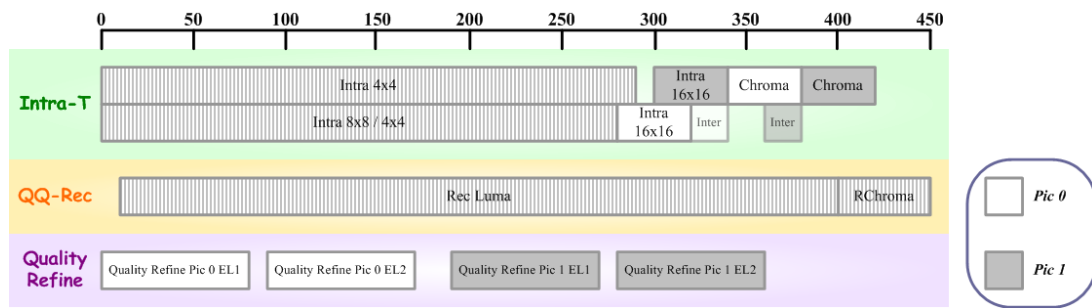 0 50 100 150 200 250 300 350 400 450
Intra-T
Intra 4x4
Intra
16x16
Chroma
Chroma
Intra 8x8 / 4x4
Intra
16x16
Inter
Inter
QQ-Rec
Rec Luma
RChroma
Quality
Refine
Quality Refine Pic 0 EL1
Quality Refine Pic 0 EL2
Quality Refine Pic 1 EL1
Quality Refine Pic 1 EL2
Pic 0
Pic 1